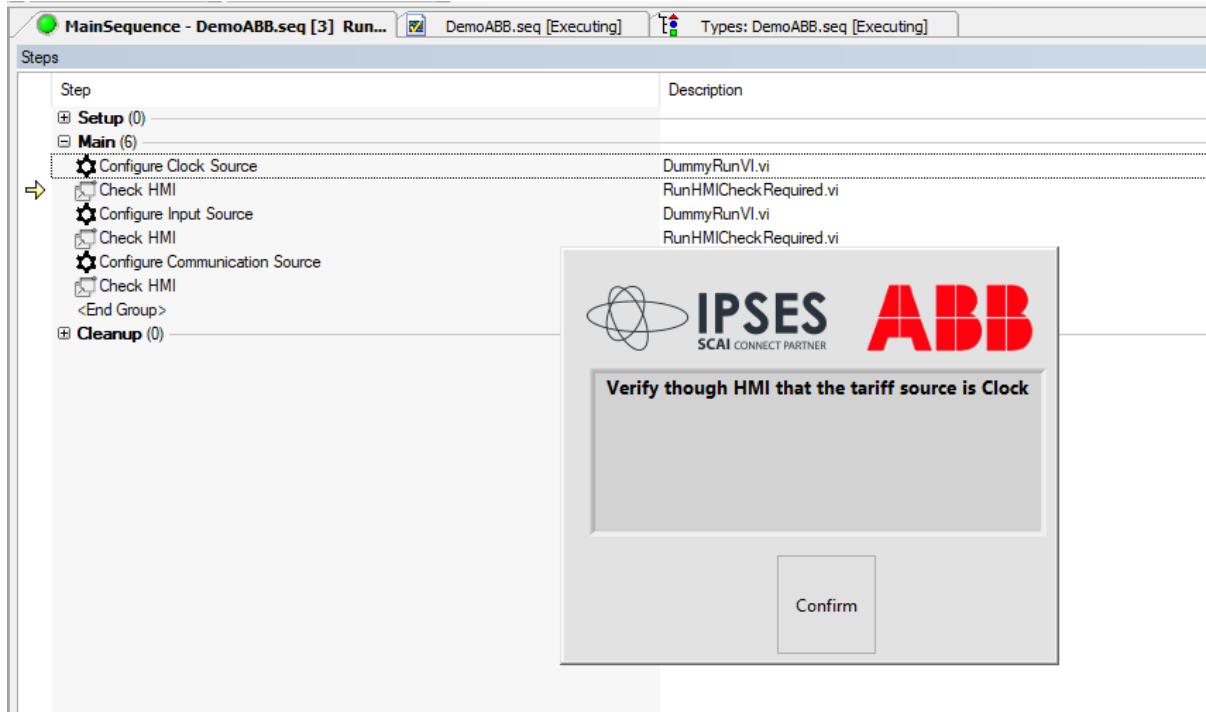 MainSequence - DemoABB.seq [3] Run... DemoABB.seq [Executing] Types: DemoABB.seq [Executing]
Steps
Step Description
Setup (0)
Main (6)
Configure Clock Source DummyRunVI.vi
Check HMI RunHMICheckRequired.vi
Configure Input Source DummyRunVI.vi
Check HMI RunHMICheckRequired.vi
Configure Communication Source
Check HMI
<End Group>
Cleanup (0)
IPSES ABB
SCAI CONNECT PARTNER
Verify though HMI that the tariff source is Clock
Confirm